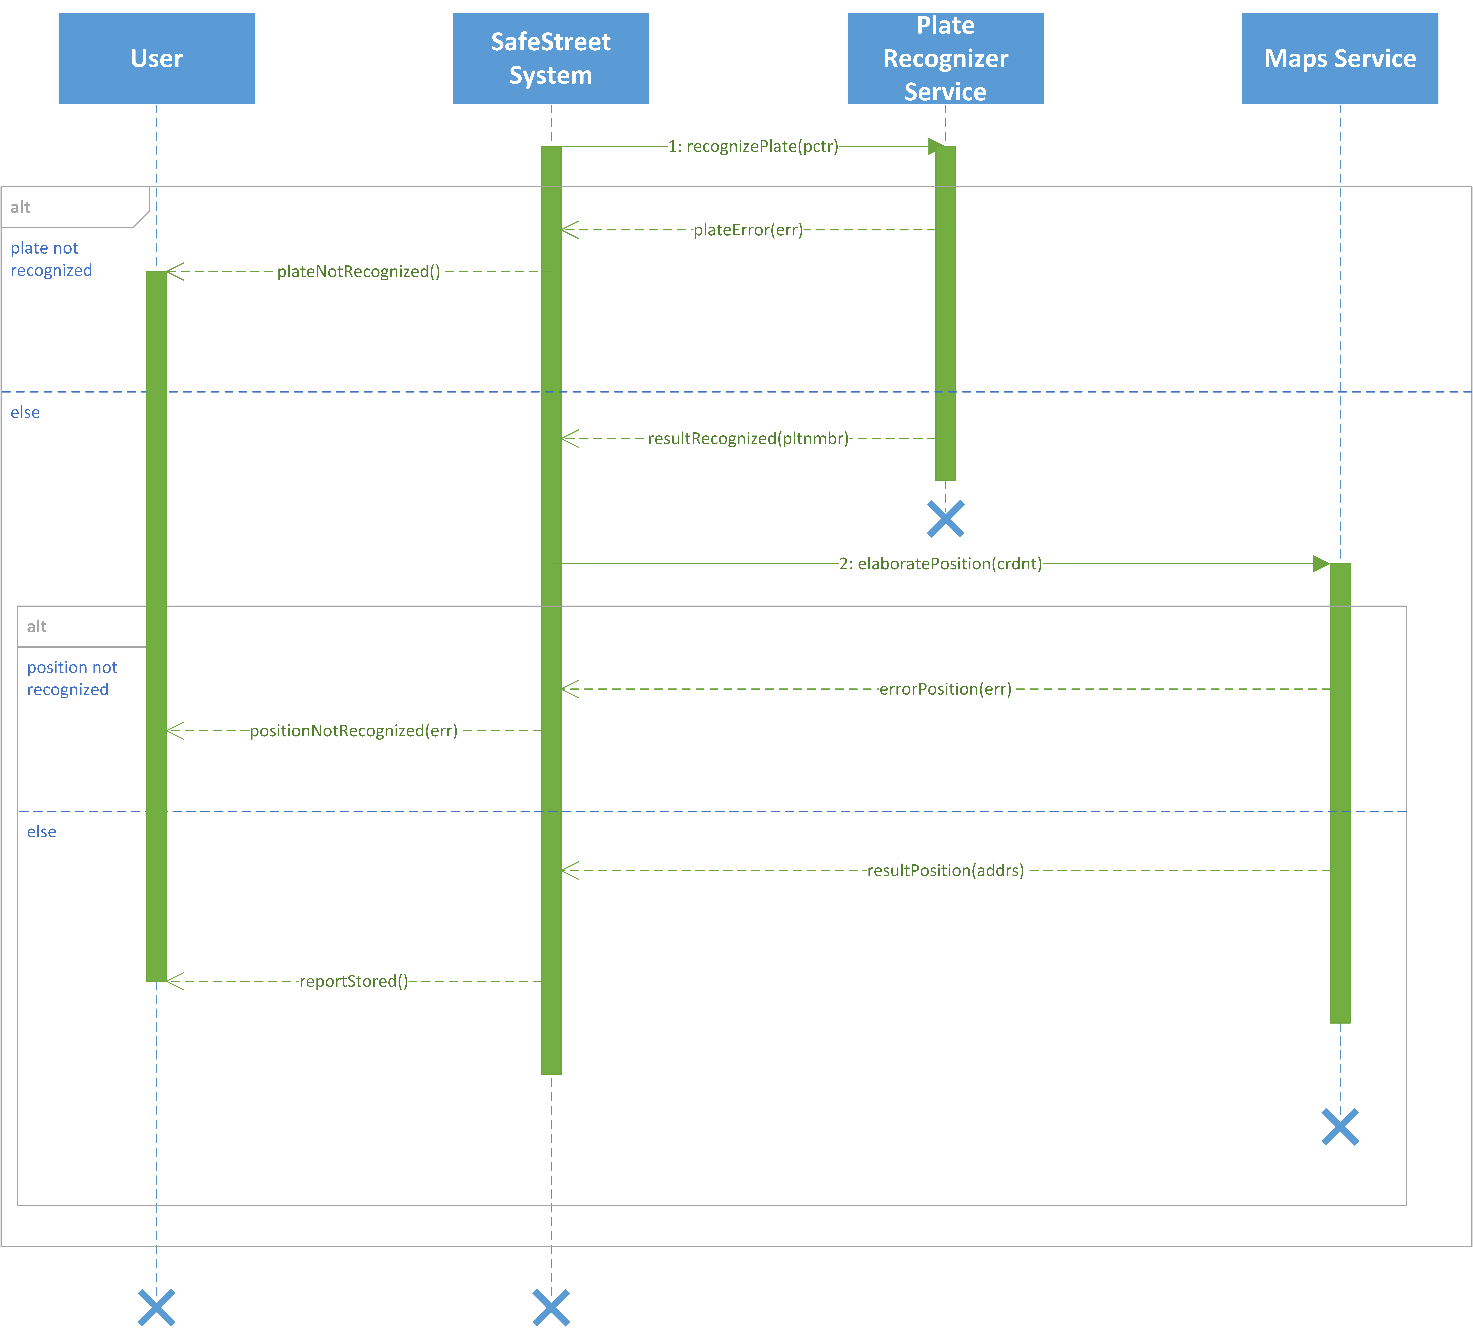 User
SafeStreet
System
Plate
Recognizer
Service
Maps Service
1: recognizePlate(pctr)
alt
plateError(err)
plate not
recognized
plateNotRecognized()
else
resultRecognized(pltnmbr)
2: elaboratePosition(crdnt)
alt
position not
recognized
errorPosition(err)
positionNotRecognized(err)
else
resultPosition(addrs)
reportStored()